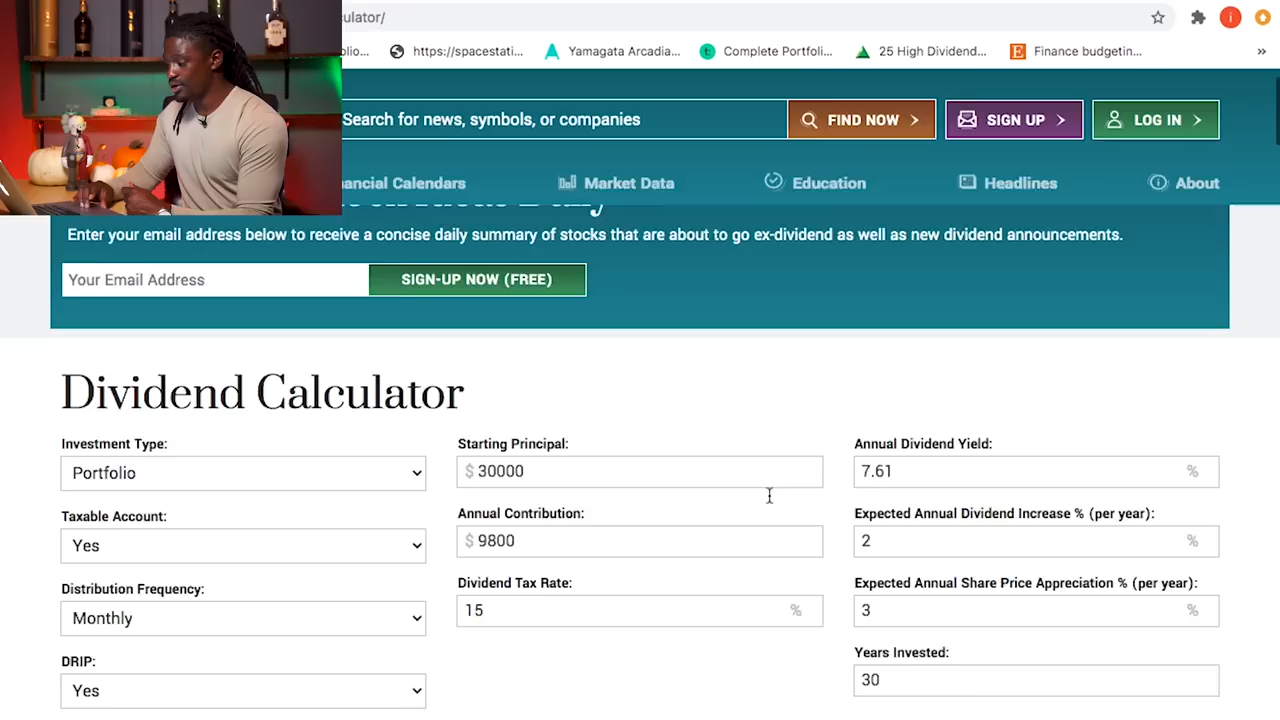 ulator/
olio...
https://spacestati...
Yamagata Arcadia...
Complete Portfoli...
25 High Dividend...
Finance budgetin...
»
Search for news, symbols, or companies
FIND NOW
SIGN UP
LOG IN
ancial Calendars
Market Data
Education
Headlines
About
Enter your email address below to receive a concise daily summary of stocks that are about to go ex-dividend as well as new dividend announcements.
Your Email Address
SIGN-UP NOW (FREE)
Dividend Calculator
Investment Type:
Portfolio
Taxable Account:
Yes
Distribution Frequency:
Monthly
DRIP:
Yes
Starting Principal:
$ 30000
Annual Contribution:
$ 9800
Dividend Tax Rate:
15 %
Annual Dividend Yield:
7.61 %
Expected Annual Dividend Increase % (per year):
2 %
Expected Annual Share Price Appreciation % (per year):
3 %
Years Invested:
30